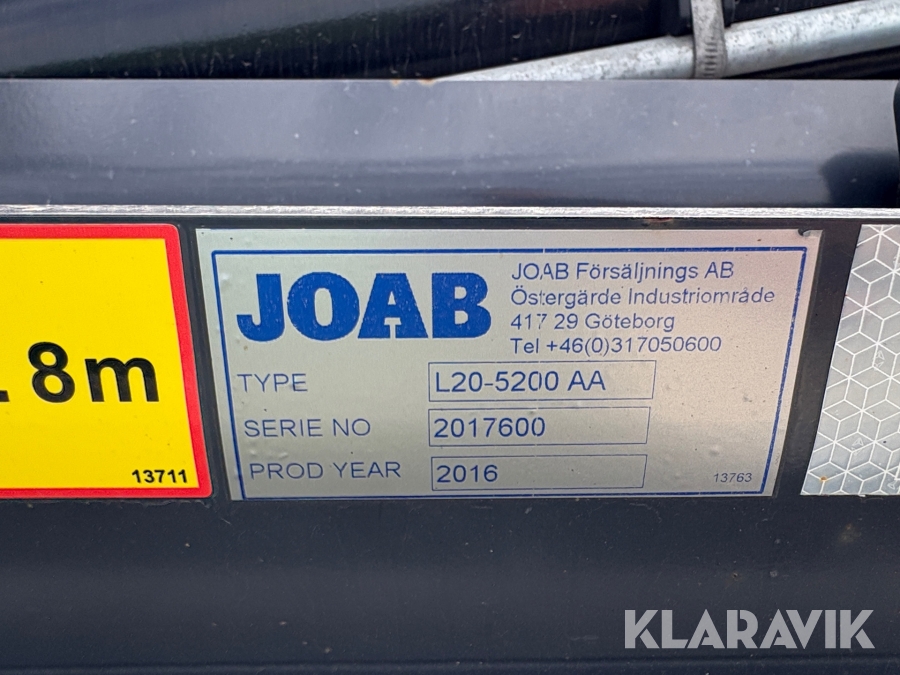 JOAB
JOAB Försäljnings AB
Östergärde Industriområde
417 29 Göteborg
Tel +46(0)317050600
TYPE L20-5200 AA
SERIE NO 2017600
PROD YEAR 2016
13763
. 8m
13711
KLARAVIK